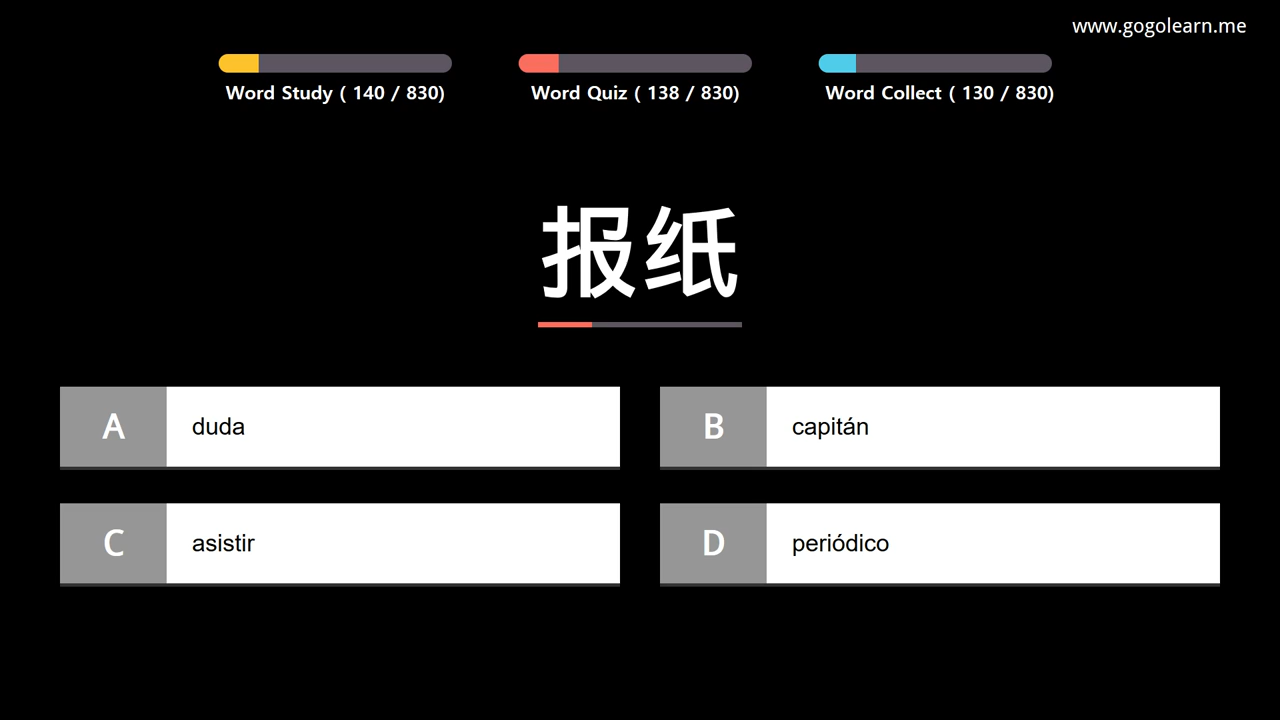 www.gogolearn.me
Word Study ( 140 / 830)
Word Quiz ( 138 / 830)
Word Collect ( 130 / 830)
报纸
A duda
B capitán
C asistir
D periódico